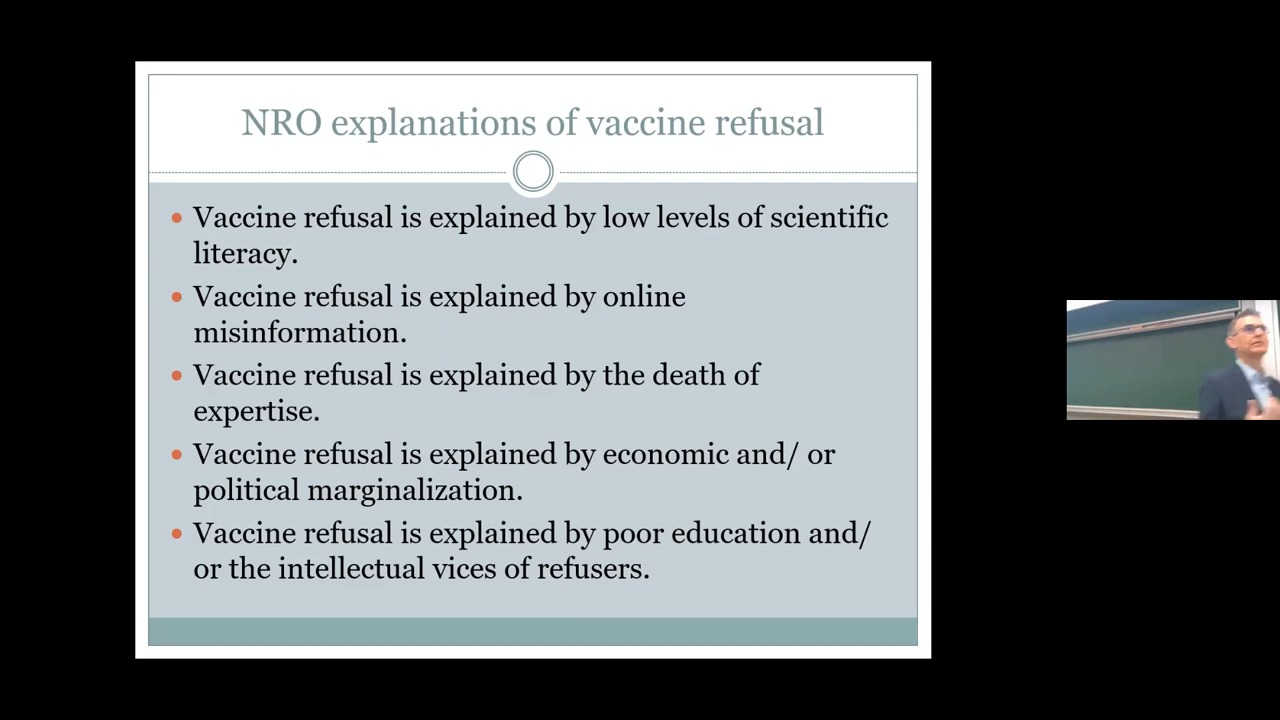 NRO explanations of vaccine refusal
Vaccine refusal is explained by low levels of scientific
literacy.
Vaccine refusal is explained by online
misinformation.
Vaccine refusal is explained by the death of
expertise.
Vaccine refusal is explained by economic and/ or
political marginalization.
Vaccine refusal is explained by poor education and/
or the intellectual vices of refusers.